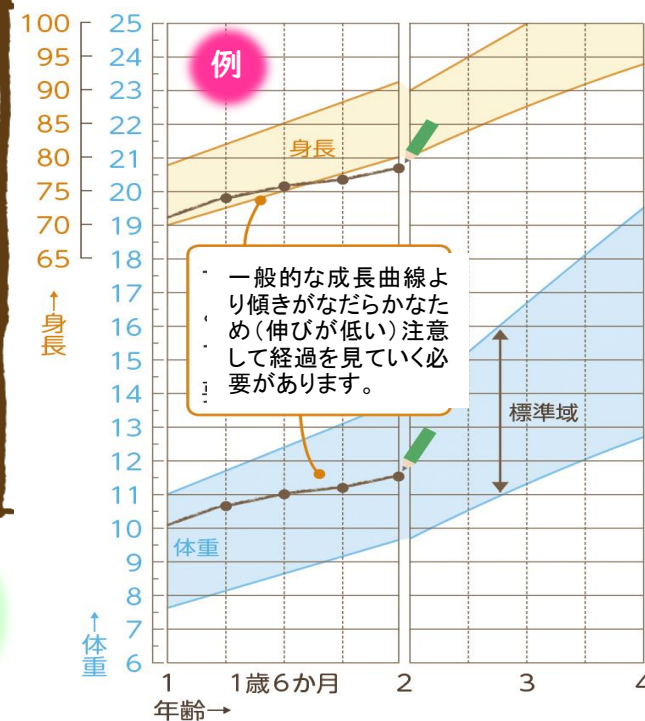 100
95
90
85
80
75
70
65
↑身長
25
24
23
22
21
20
19
18
17
16
15
14
13
12
11
10
9
8
7
6
↑体重
例
身長
一般的な成長曲線よ
り傾きがなだらかなた
め(伸びが低い)注意
して経過を見ていく必
要があります。
標準域
体重
1 1歳6か月 2 3 4
年齢→